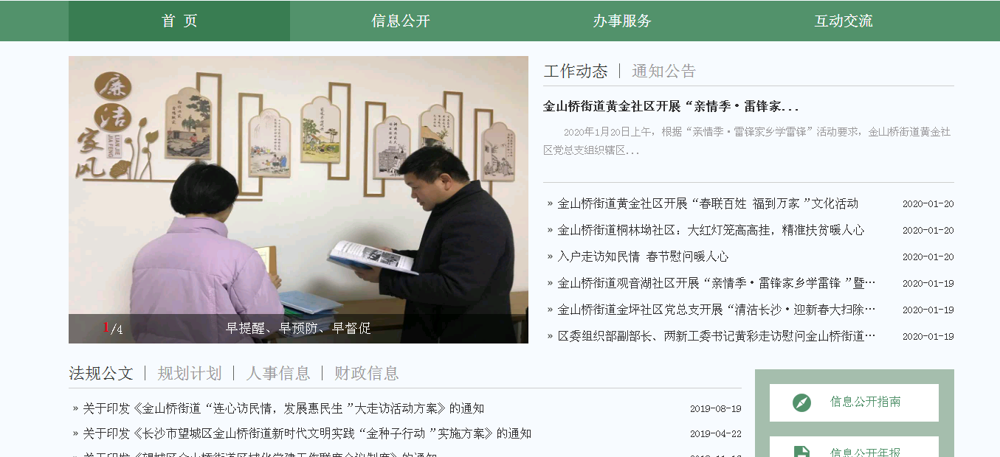 首 页
信息公开
办事服务
互动交流
廉
洁
家
风
LIAN JIE
JIA FENG
1/4
早提醒、早预防、早督促
工作动态 | 通知公告
金山桥街道黄金社区开展“亲情季·雷锋家...
2020年1月20日上午，根据“亲情季·雷锋家乡学雷锋”活动要求，金山桥街道黄金社
区党总支组织辖区...
» 金山桥街道黄金社区开展“春联百姓 福到万家 ”文化活动 2020-01-20
» 金山桥街道桐林坳社区：大红灯笼高高挂，精准扶贫暖人心 2020-01-20
» 入户走访知民情 春节慰问暖人心 2020-01-20
» 金山桥街道观音湖社区开展“亲情季·雷锋家乡学雷锋 ”暨… 2020-01-19
» 金山桥街道金坪社区党总支开展“清洁长沙·迎新春大扫除… 2020-01-19
» 区委组织部副部长、两新工委书记黄彩走访慰问金山桥街道… 2020-01-19
法规公文 | 规划计划 | 人事信息 | 财政信息
» 关于印发《金山桥街道“连心访民情，发展惠民生 ”大走访活动方案》的通知 2019-08-19
» 关于印发《长沙市望城区金山桥街道新时代文明实践“金种子行动 ”实施方案》的通知 2019-04-22
信息公开指南
信息公开年报